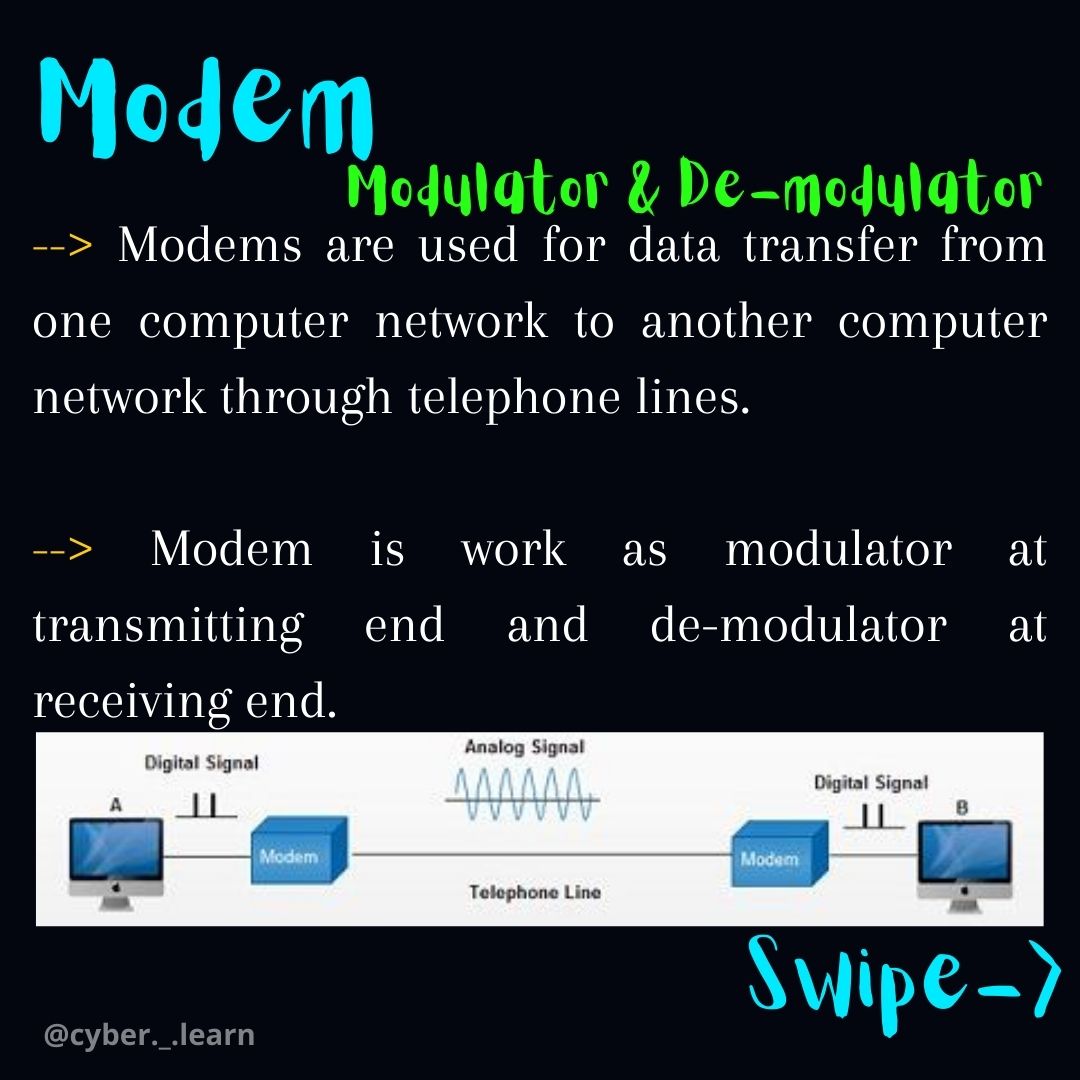 Modem
Modulator & De-modulator
--> Modems are used for data transfer from
one computer network to another computer
network through telephone lines.
--> Modem is work as modulator at
transmitting end and de-modulator at
receiving end.
Analog Signal
Digital Signal
Digital Signal
A
B
Modem
Modem
Telephone Line
Swipe->
@cyber._.learn